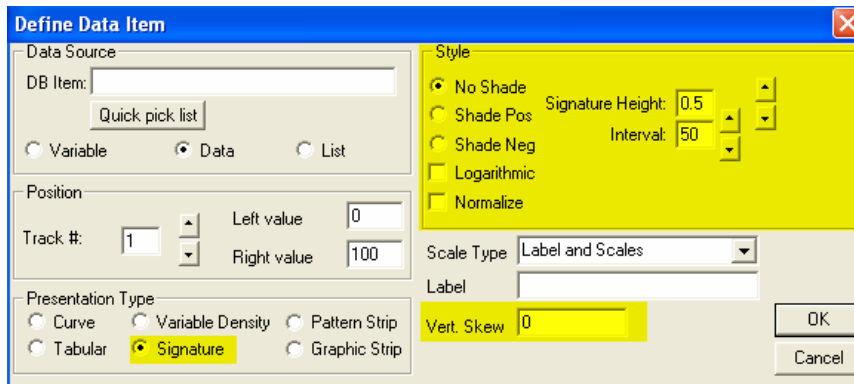 Define Data Item
Data Source
DB Item:
Quick pick list
Variable Data List
Position
Track #: 1
Left value 0
Right value 100
Presentation Type
Curve Variable Density Pattern Strip
Tabular Signature Graphic Strip
Style
No Shade
Shade Pos
Shade Neg
Logarithmic
Normalize
Signature Height: 0.5
Interval: 50
Scale Type Label and Scales
Label
Vert. Skew 0
OK
Cancel